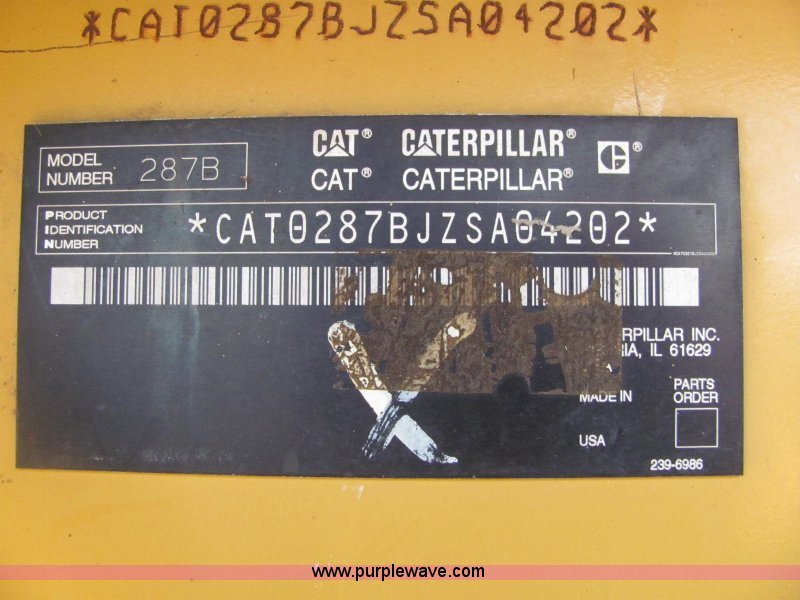 *CAT0287BJZSA04202*
MODEL NUMBER 287B
CAT® CATERPILLAR® ®
CAT® CATERPILLAR®
PRODUCT IDENTIFICATION NUMBER *CAT0287BJZSA04202*
RPILLAR INC.
IA, IL 61629
MADE IN
USA
PARTS ORDER
239-6986
www.purplewave.com